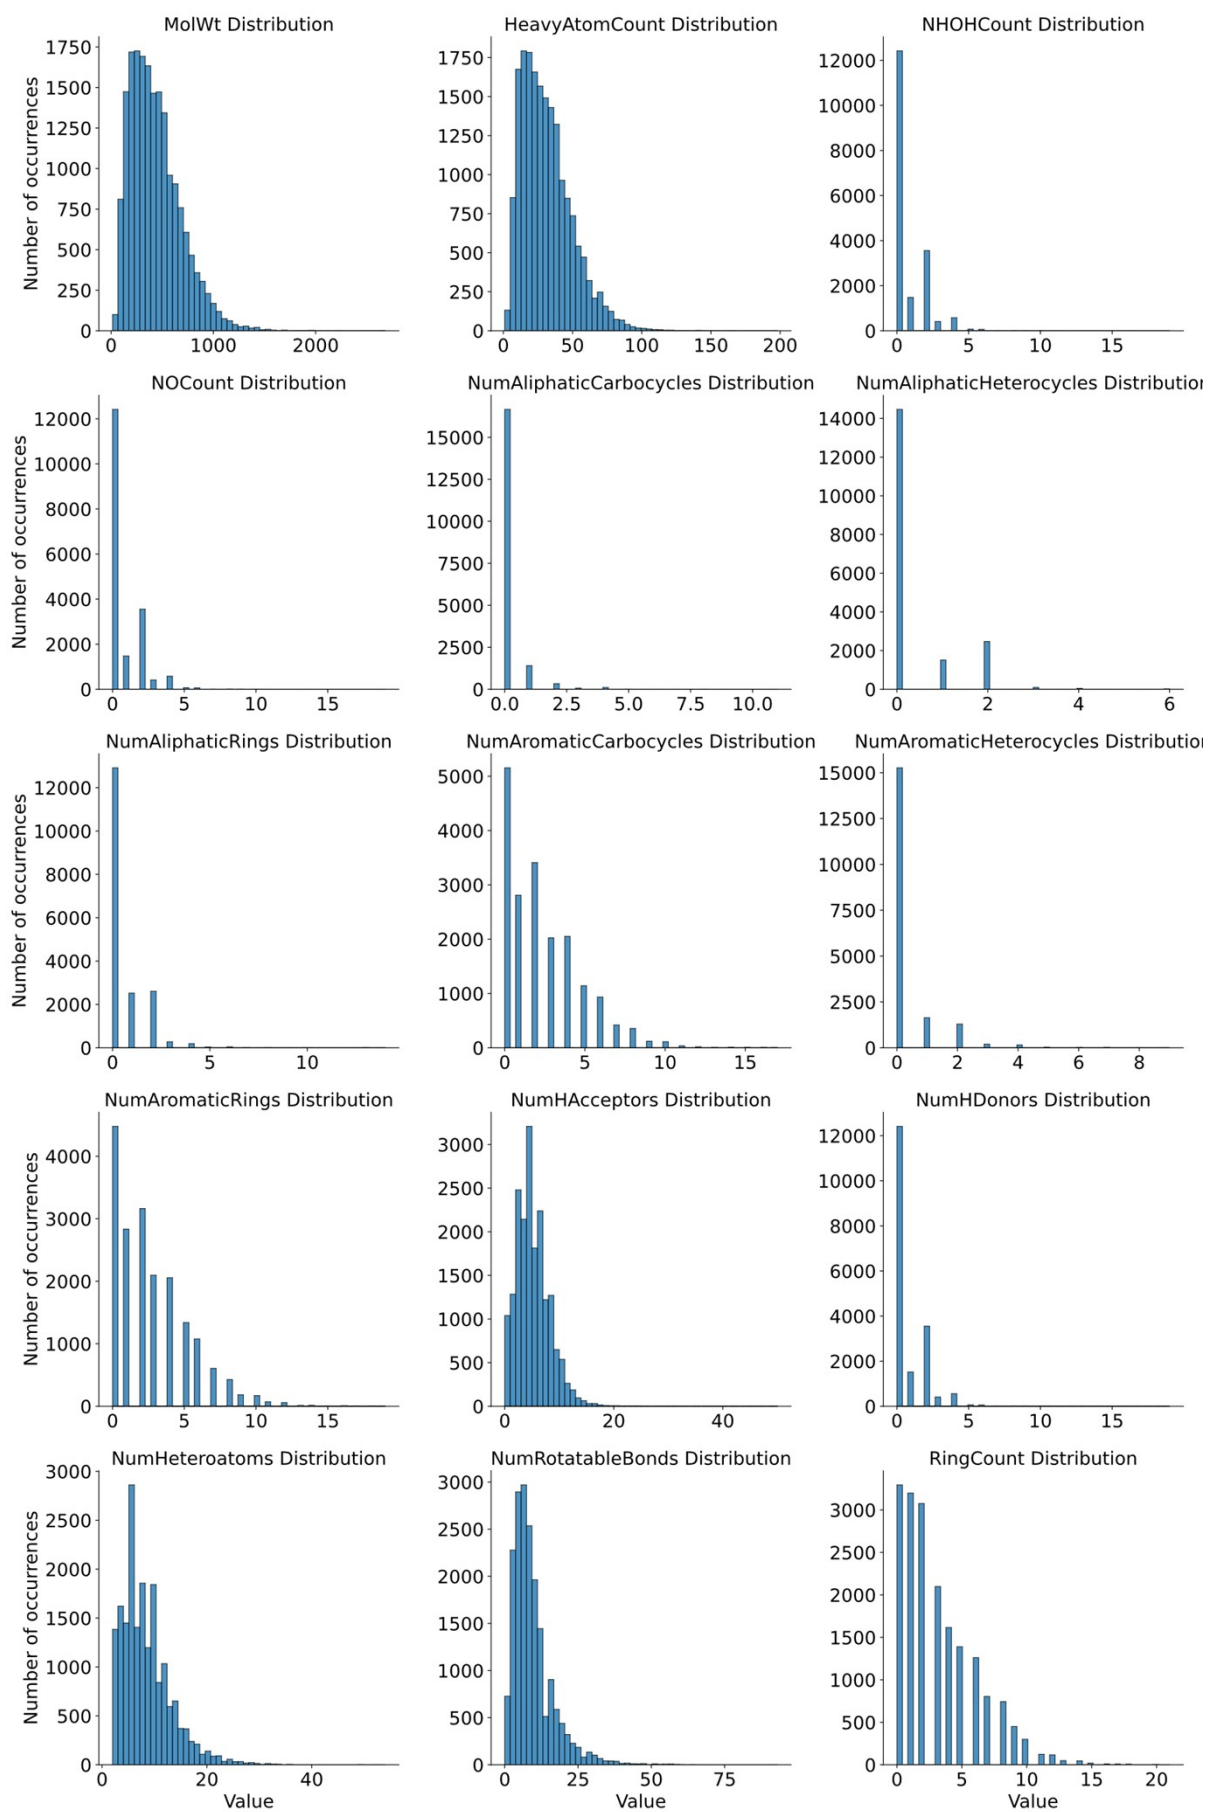 MolWt Distribution
Number of occurrences
1750
1500
1250
1000
750
500
250
0
0 1000 2000
HeavyAtomCount Distribution
1750
1500
1250
1000
750
500
250
0
0 50 100 150 200
NHOHCount Distribution
12000
10000
8000
6000
4000
2000
0
0 5 10 15
NOCount Distribution
Number of occurrences
12000
10000
8000
6000
4000
2000
0
0 5 10 15
NumAliphaticCarbocycles Distribution
15000
12500
10000
7500
5000
2500
0
0.0 2.5 5.0 7.5 10.0
NumAliphaticHeterocycles Distribution
14000
12000
10000
8000
6000
4000
2000
0
0 2 4 6
NumAliphaticRings Distribution
Number of occurrences
12000
10000
8000
6000
4000
2000
0
0 5 10
NumAromaticCarbocycles Distribution
5000
4000
3000
2000
1000
0
0 5 10 15
NumAromaticHeterocycles Distribution
15000
12500
10000
7500
5000
2500
0
0 2 4 6 8
NumAromaticRings Distribution
Number of occurrences
4000
3000
2000
1000
0
0 5 10 15
NumHAcceptors Distribution
3000
2500
2000
1500
1000
500
0
0 20 40
NumHDonors Distribution
12000
10000
8000
6000
4000
2000
0
0 5 10 15
NumHeteroatoms Distribution
Number of occurrences
3000
2500
2000
1500
1000
500
0
0 20 40
Value
NumRotatableBonds Distribution
3000
2500
2000
1500
1000
500
0
0 25 50 75
Value
RingCount Distribution
3000
2500
2000
1500
1000
500
0
0 5 10 15 20
Value